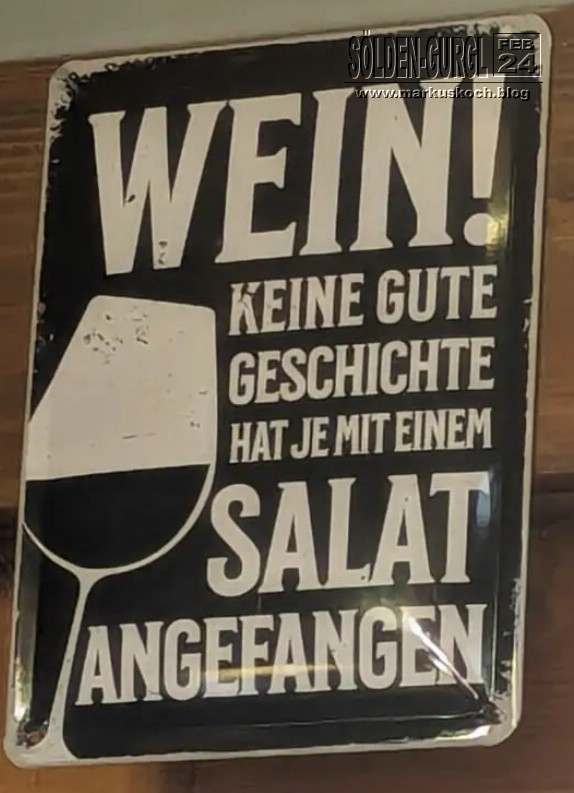 SÖLDEN-GURGL FEB 24
www.markuskoch.blog
WEIN!
KEINE GUTE
GESCHICHTE
HAT JE MIT EINEM
SALAT
ANGEFANGEN